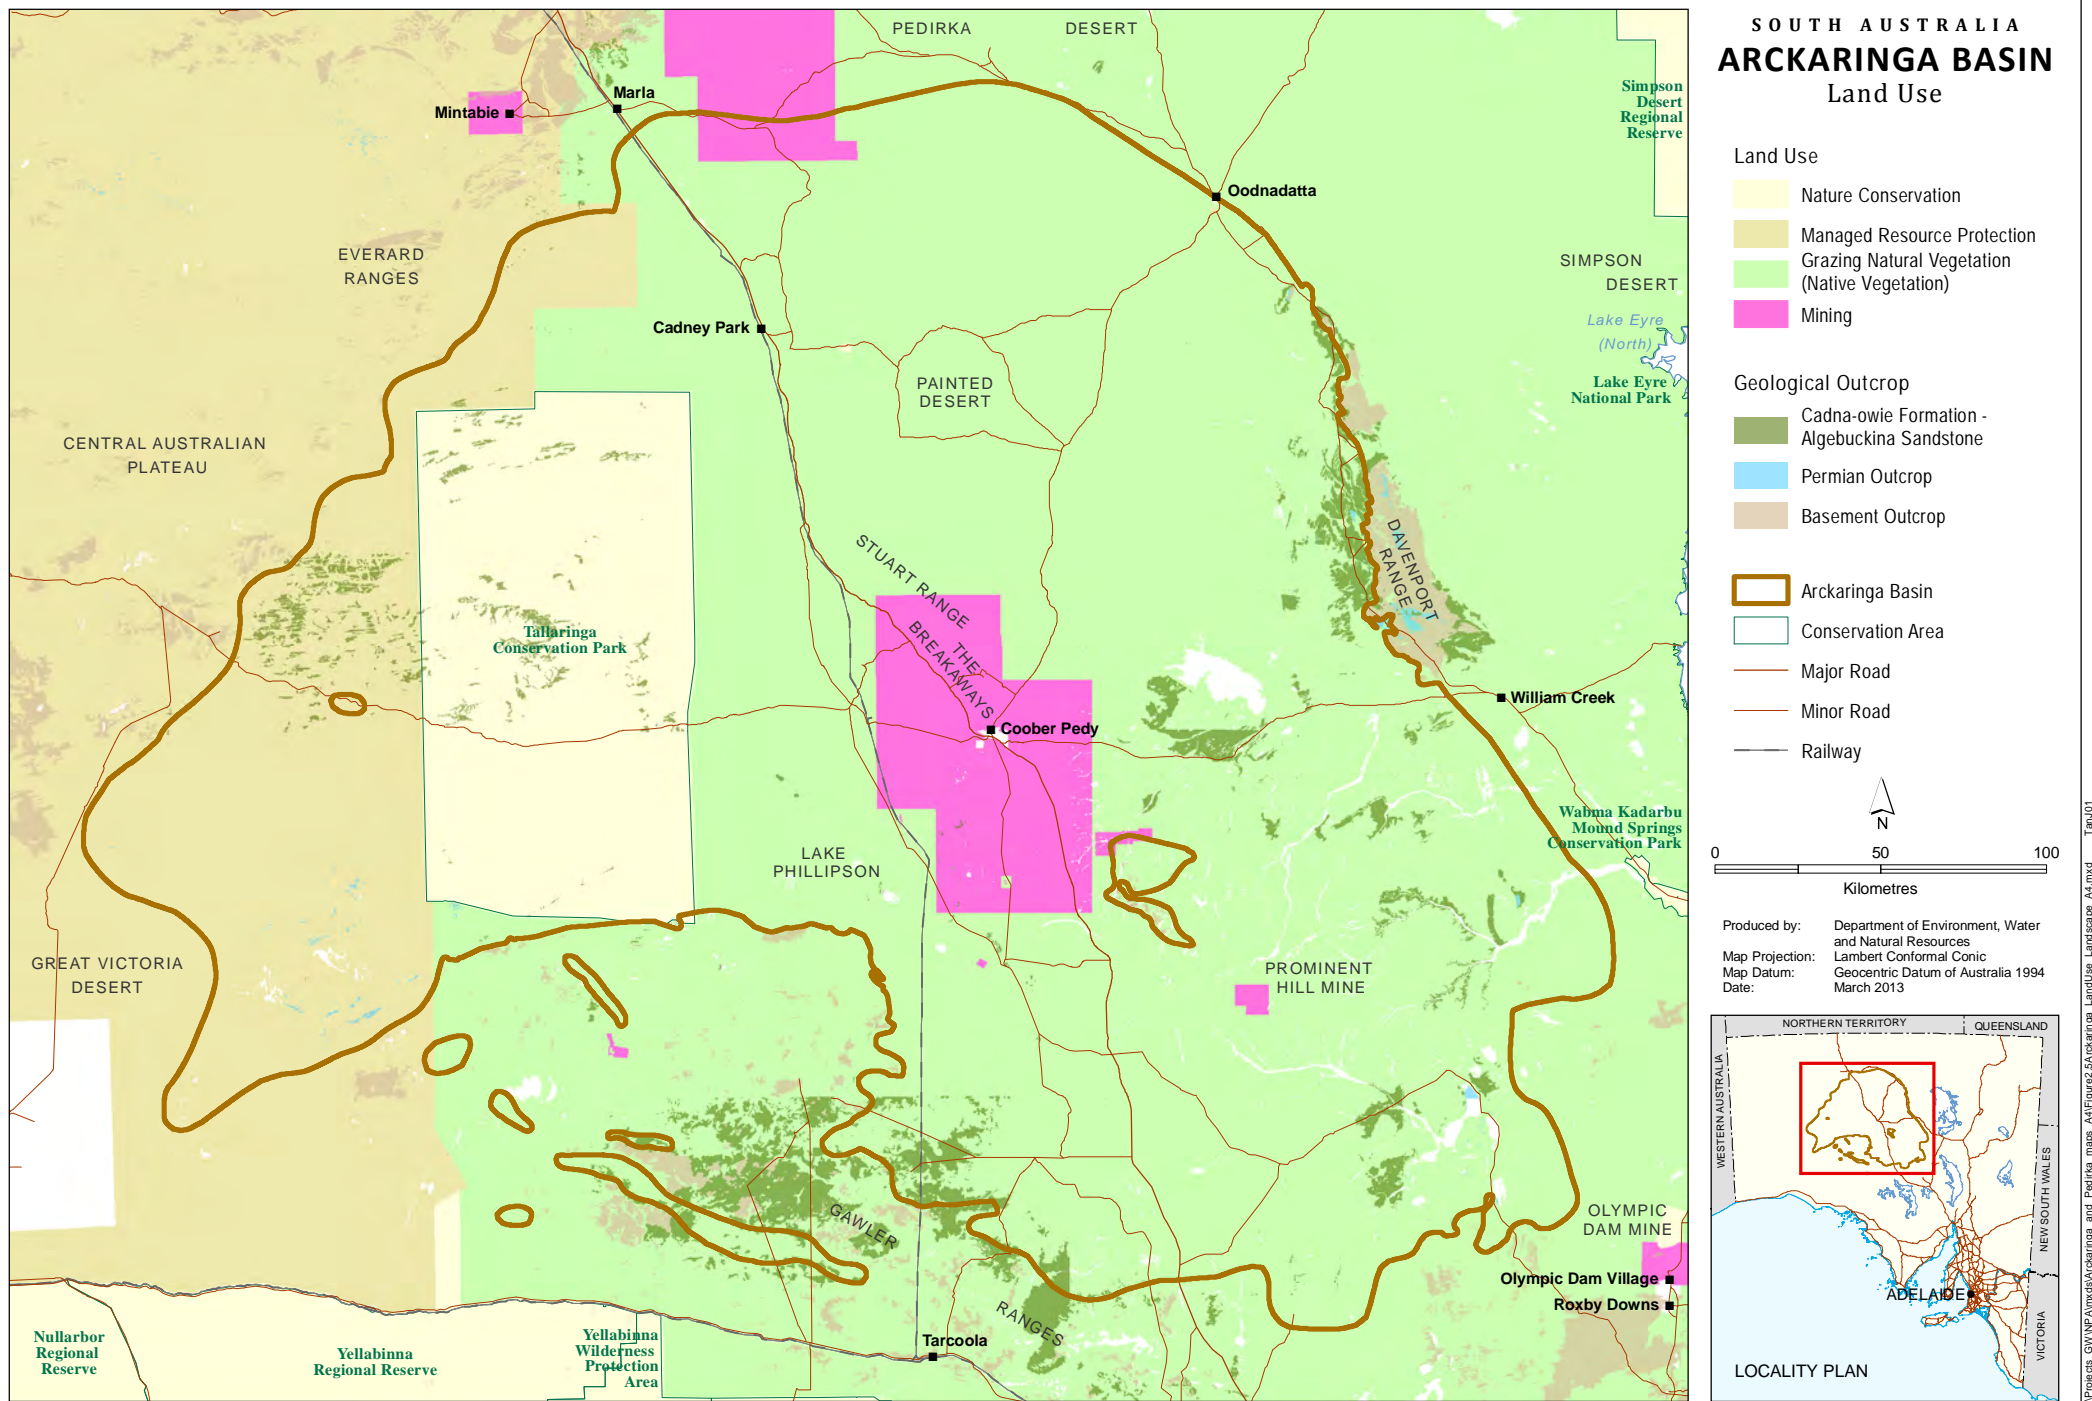 PEDIRKA DESERT
Simpson
Desert
Regional
Reserve
Marla
Mintabie
Oodnadatta
EVERARD
RANGES
SIMPSON
DESERT
Lake Eyre
(North)
Lake Eyre
National Park
Cadney Park
PAINTED
DESERT
CENTRAL AUSTRALIAN
PLATEAU
STUART RANGE
DAVENPORT
RANGE
THE
BREAKAWAYS
Tallaringa
Conservation Park
William Creek
Coober Pedy
Wabma Kadarbu
Mound Springs
Conservation Park
LAKE
PHILLIPSON
GREAT VICTORIA
DESERT
PROMINENT
HILL MINE
GAWLER
RANGES
OLYMPIC
DAM MINE
Olympic Dam Village
Roxby Downs
Tarcoola
Nullarbor
Regional
Reserve
Yellabinna
Regional Reserve
Yellabinna
Wilderness
Protection
Area
SOUTH AUSTRALIA
ARCKARINGA BASIN
Land Use
Land Use
Nature Conservation
Managed Resource Protection
Grazing Natural Vegetation
(Native Vegetation)
Mining
Geological Outcrop
Cadna-owie Formation -
Algebuckina Sandstone
Permian Outcrop
Basement Outcrop
Arckaringa Basin
Conservation Area
Major Road
Minor Road
Railway
N
0 50 100
Kilometres
Produced by: Department of Environment, Water
and Natural Resources
Map Projection: Lambert Conformal Conic
Map Datum: Geocentric Datum of Australia 1994
Date: March 2013
NORTHERN TERRITORY
QUEENSLAND
WESTERN AUSTRALIA
NEW SOUTH WALES
VICTORIA
ADELAIDE
LOCALITY PLAN
\Projects_GW\NPA\mxds\Arckaringa_and_Pedirka_maps_A4\Figure2.5Arckaringa_LandUse_Landscape_A4.mxd TanJ01